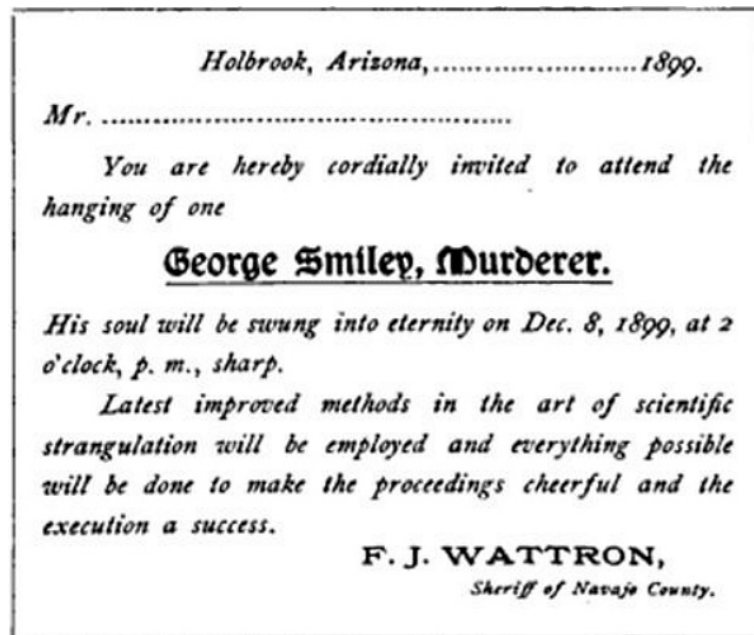 Holbrook, Arizona,........................1899.
Mr. ................................................
You are hereby cordially invited to attend the
hanging of one
George Smiley, Murderer.
His soul will be swung into eternity on Dec. 8, 1899, at 2
o'clock, p. m., sharp.
Latest improved methods in the art of scientific
strangulation will be employed and everything possible
will be done to make the proceedings cheerful and the
execution a success.
F. J. WATTRON,
Sheriff of Navajo County.